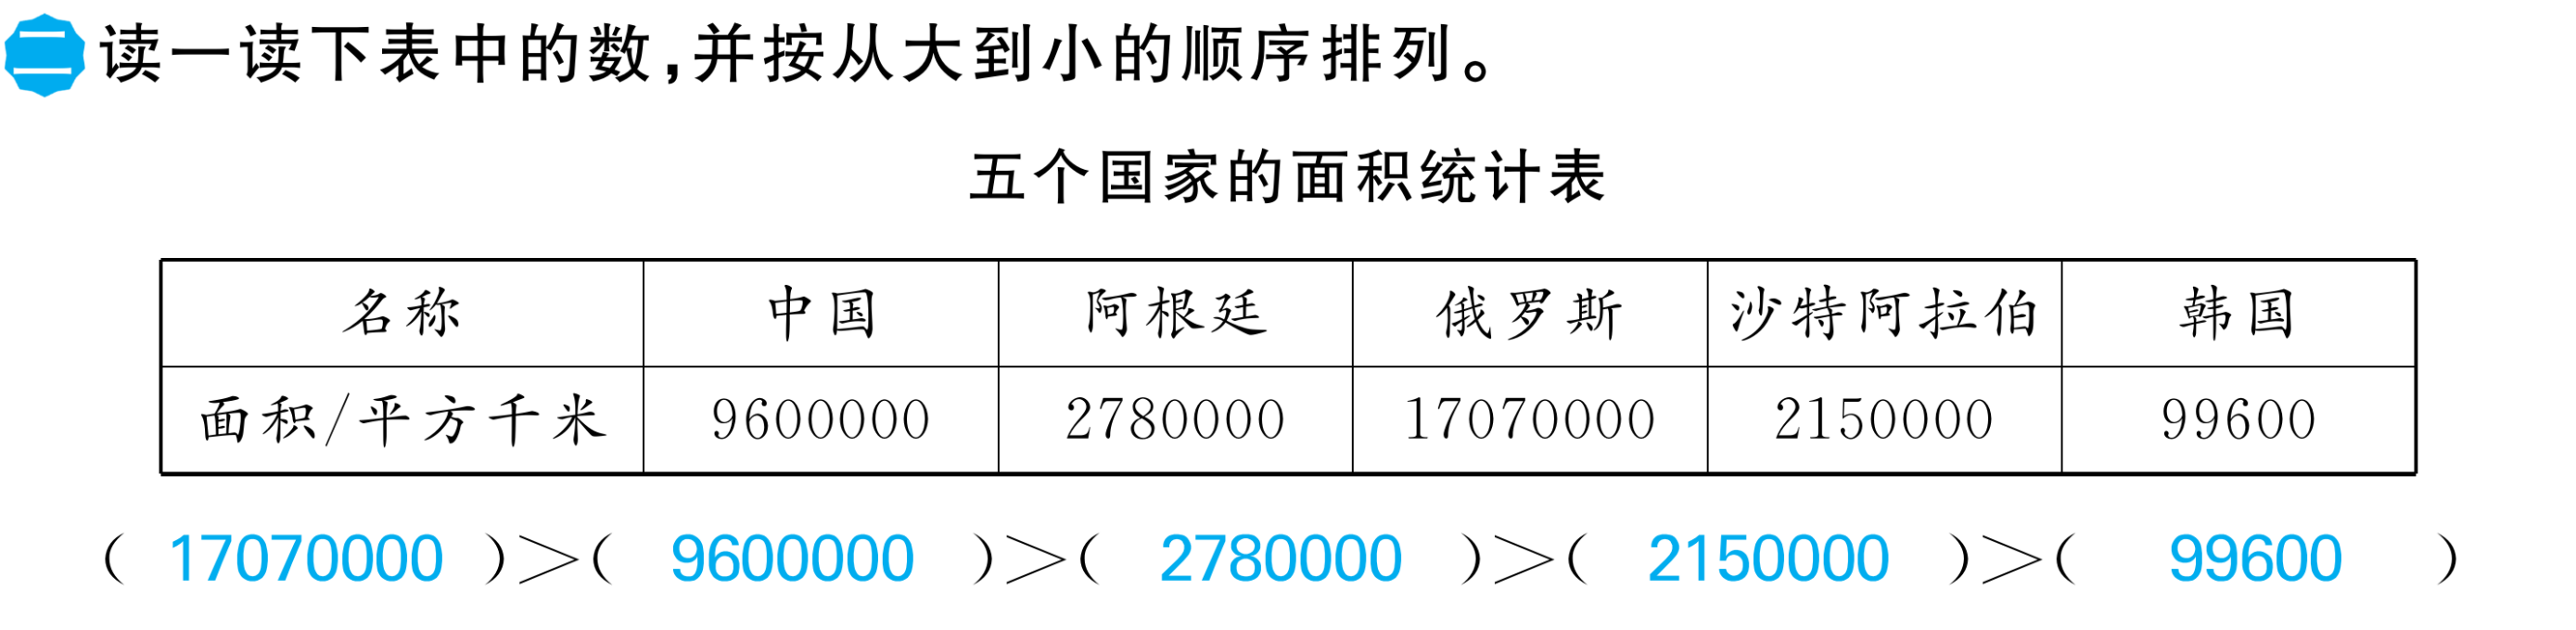 二 读一读下表中的数,并按从大到小的顺序排列。
五个国家的面积统计表
名称 中国 阿根廷 俄罗斯 沙特阿拉伯 韩国
面积/平方千米 9600000 2780000 17070000 2150000 99600
( 17070000 )>( 9600000 )>( 2780000 )>( 2150000 )>( 99600 )